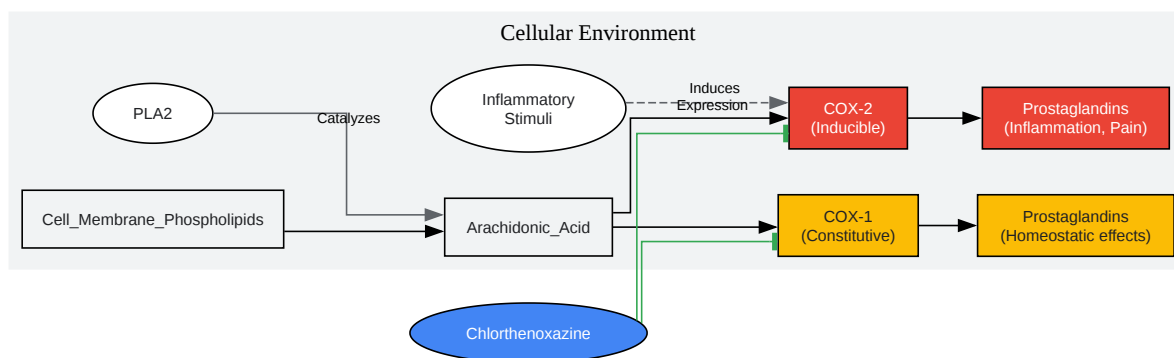 Cellular Environment
PLA2
Catalyzes
Inflammatory
Stimuli
Induces
Expression
COX-2
(Inducible)
Prostaglandins
(Inflammation, Pain)
Cell_Membrane_Phospholipids
Arachidonic_Acid
COX-1
(Constitutive)
Prostaglandins
(Homeostatic effects)
Chlorthenoxazine